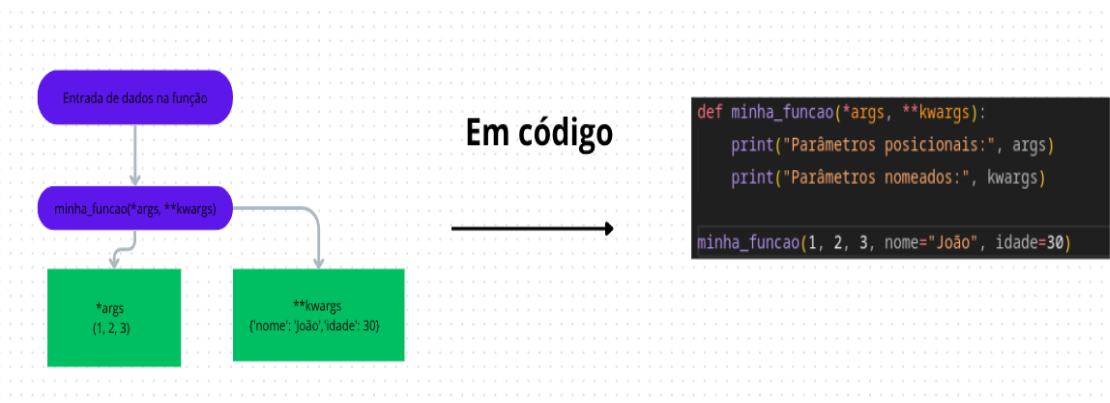 Entrada de dados na função
minha_funcao(*args, **kwargs)
*args
(1, 2, 3)
**kwargs
{'nome': 'João','idade': 30}
Em código
def minha_funcao(*args, **kwargs):
    print("Parâmetros posicionais:", args)
    print("Parâmetros nomeados:", kwargs)
minha_funcao(1, 2, 3, nome="João", idade=30)